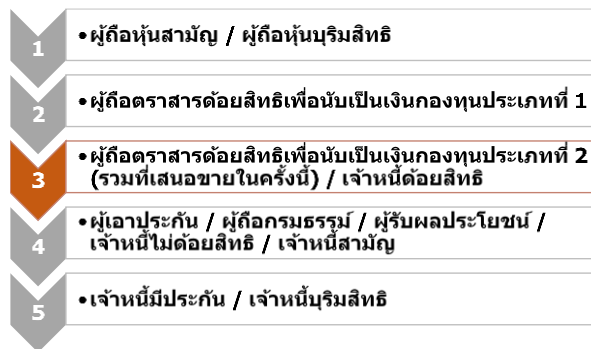 1
•ผู้ถือหุ้นสามัญ / ผู้ถือหุ้นบุริมสิทธิ
2
•ผู้ถือตราสารด้อยสิทธิเพื่อนับเป็นเงินกองทุนประเภทที่ 1
3
•ผู้ถือตราสารด้อยสิทธิเพื่อนับเป็นเงินกองทุนประเภทที่ 2
(รวมที่เสนอขายในครั้งนี้) / เจ้าหนี้ด้อยสิทธิ
4
•ผู้เอาประกัน / ผู้ถือกรมธรรม์ / ผู้รับผลประโยชน์ /
เจ้าหนี้ไม่ด้อยสิทธิ / เจ้าหนี้สามัญ
5
•เจ้าหนี้มีประกัน / เจ้าหนี้บุริมสิทธิ